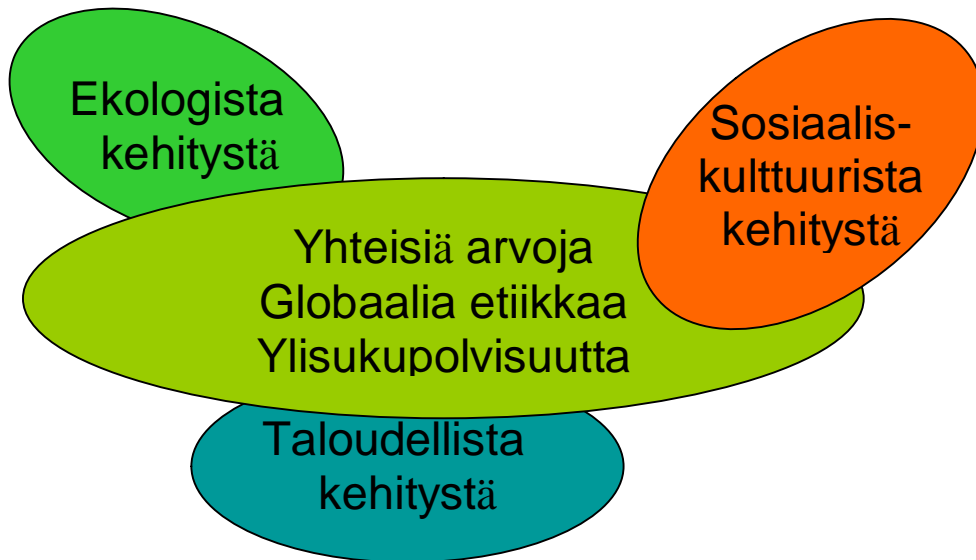 Ekologista
kehitystä
Sosiaalis-
kulttuurista
kehitystä
Yhteisiä arvoja
Globaalia etiikkaa
Ylisukupolvisuutta
Taloudellista
kehitystä